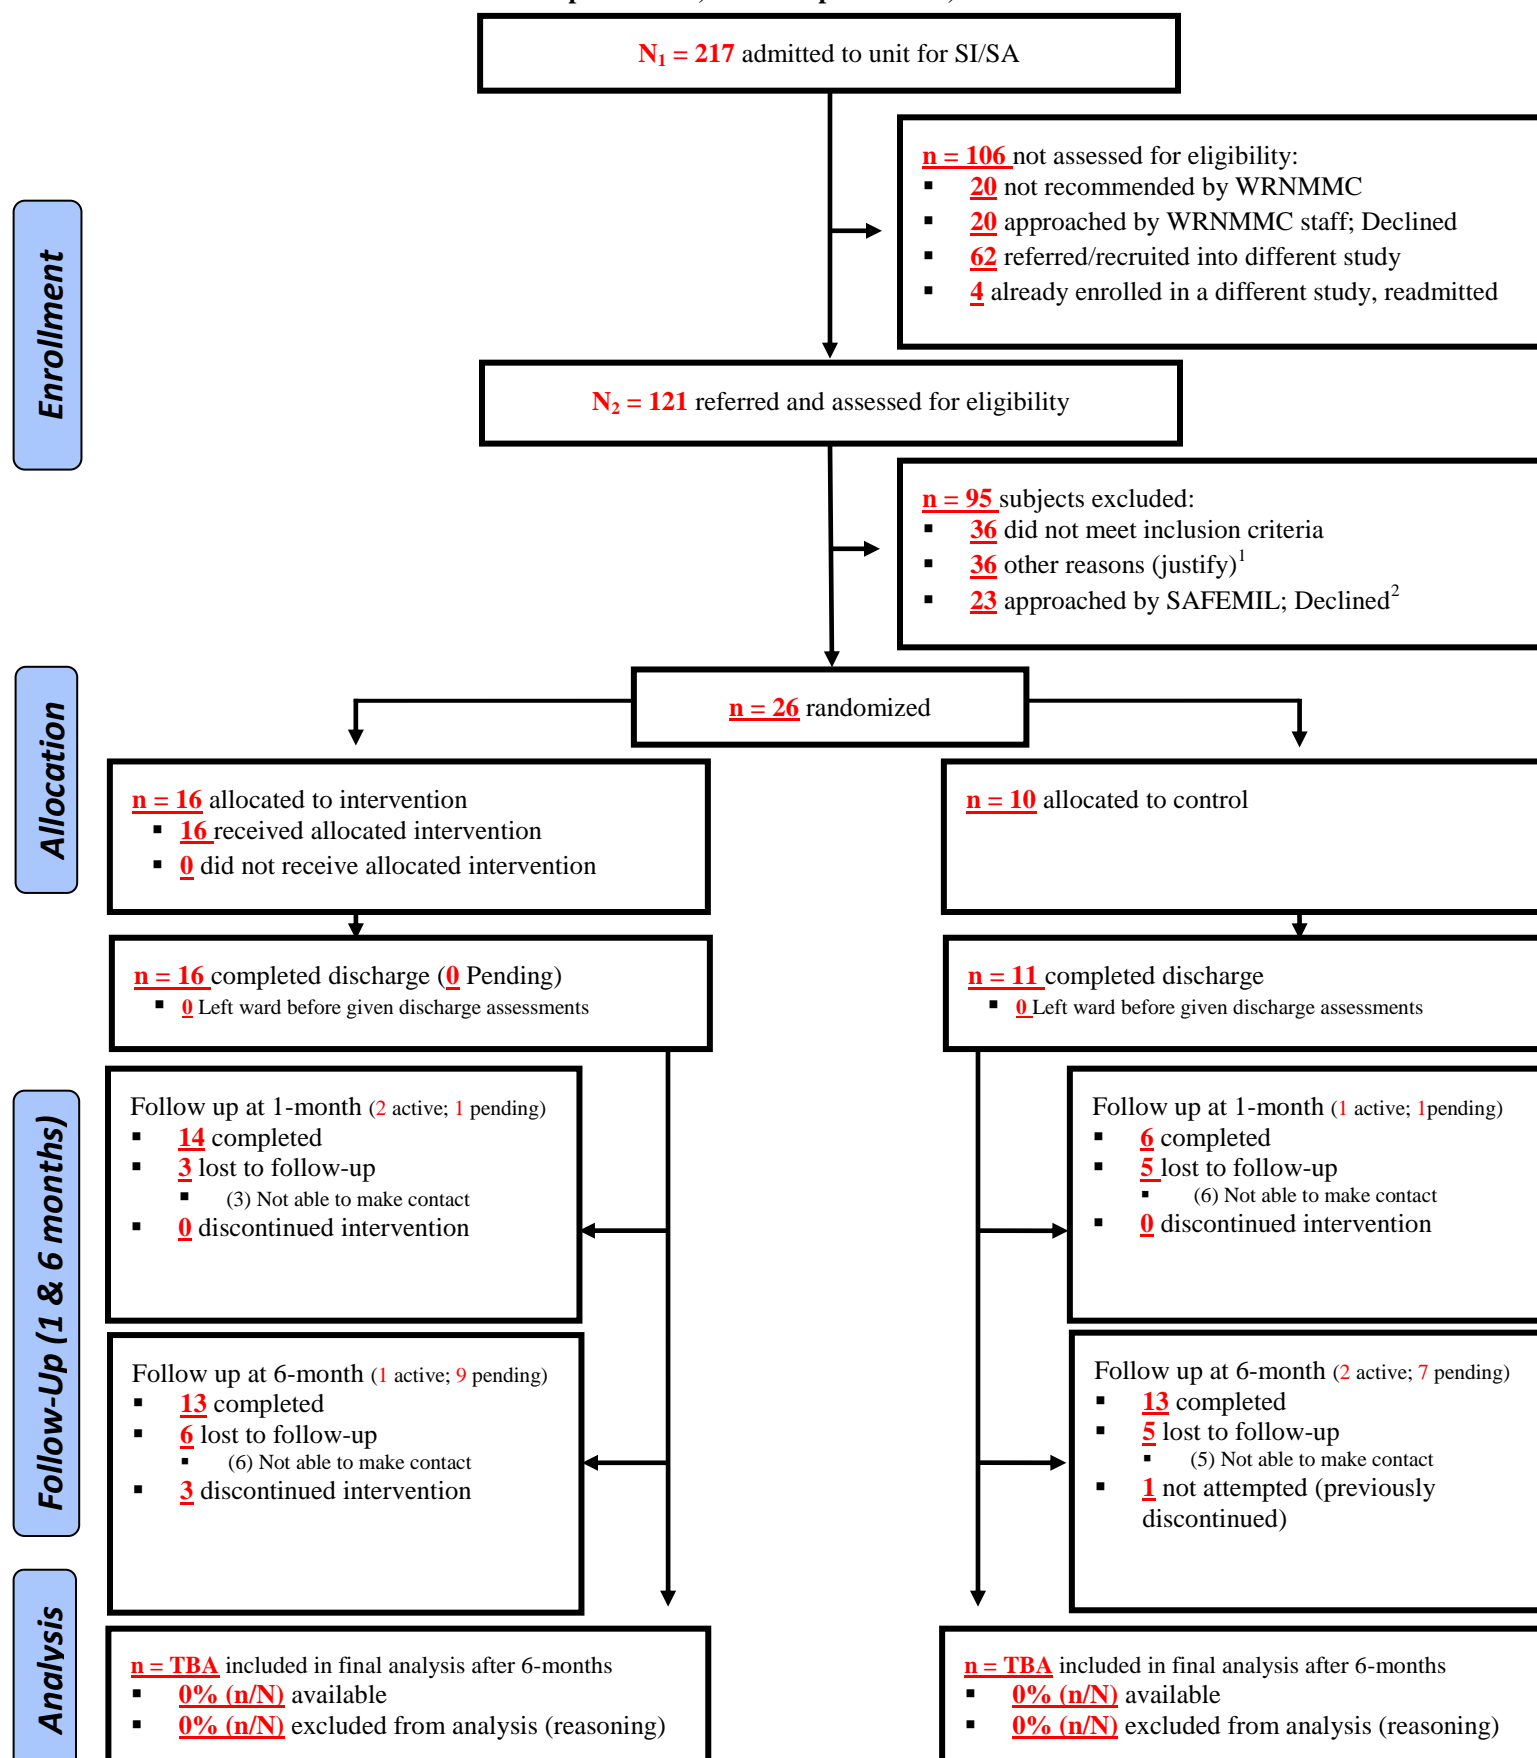 N1 = 217 admitted to unit for SI/SA
n = 106 not assessed for eligibility:
▪ 20 not recommended by WRNMMC
▪ 20 approached by WRNMMC staff; Declined
▪ 62 referred/recruited into different study
▪ 4 already enrolled in a different study, readmitted
Enrollment
N2 = 121 referred and assessed for eligibility
n = 95 subjects excluded:
▪ 36 did not meet inclusion criteria
▪ 36 other reasons (justify)1
▪ 23 approached by SAFEMIL; Declined2
Allocation
n = 26 randomized
n = 16 allocated to intervention
▪ 16 received allocated intervention
▪ 0 did not receive allocated intervention
n = 10 allocated to control
n = 16 completed discharge (0 Pending)
▪ 0 Left ward before given discharge assessments
n = 11 completed discharge
▪ 0 Left ward before given discharge assessments
Follow-Up (1 & 6 months)
Follow up at 1-month (2 active; 1 pending)
▪ 14 completed
▪ 3 lost to follow-up
▪ (3) Not able to make contact
▪ 0 discontinued intervention
Follow up at 1-month (1 active; 1pending)
▪ 6 completed
▪ 5 lost to follow-up
▪ (6) Not able to make contact
▪ 0 discontinued intervention
Follow up at 6-month (1 active; 9 pending)
▪ 13 completed
▪ 6 lost to follow-up
▪ (6) Not able to make contact
▪ 3 discontinued intervention
Follow up at 6-month (2 active; 7 pending)
▪ 13 completed
▪ 5 lost to follow-up
▪ (5) Not able to make contact
▪ 1 not attempted (previously
discontinued)
Analysis
n = TBA included in final analysis after 6-months
▪ 0% (n/N) available
▪ 0% (n/N) excluded from analysis (reasoning)
n = TBA included in final analysis after 6-months
▪ 0% (n/N) available
▪ 0% (n/N) excluded from analysis (reasoning)